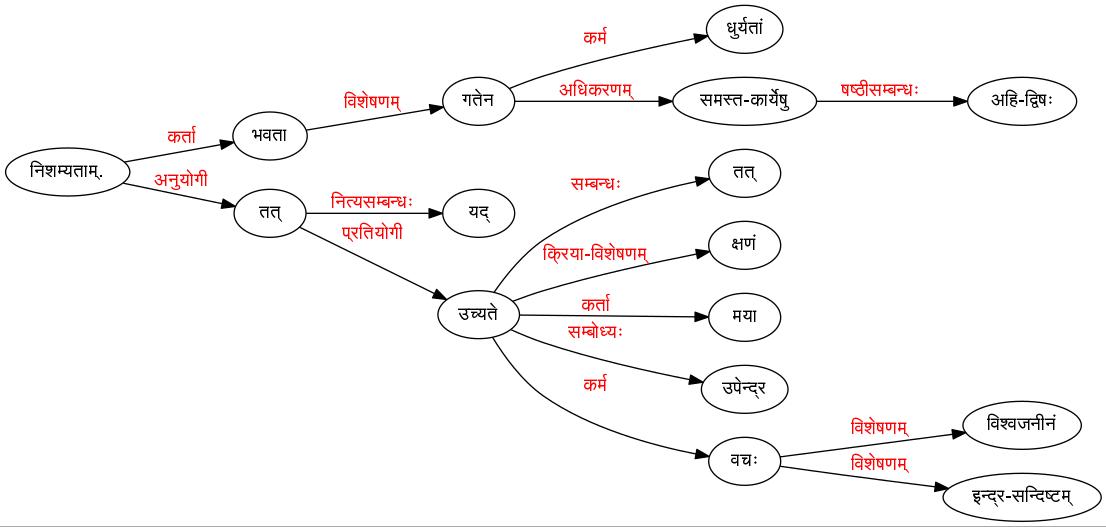 धुर्यतां
कर्म
अधिकरणम्
षष्ठीसम्बन्धः
विशेषणम्
गतेन
समस्त-कार्येषु
अहि-द्विषः
कर्ता
भवता
निशम्यताम्.
अनुयोगी
सम्बन्धः
तत्
नित्यसम्बन्धः
तत्
यद्
प्रतियोगी
क्रिया-विशेषणम्
क्षणं
कर्ता
उच्यते
मया
सम्बोध्यः
उपेन्द्र
कर्म
विशेषणम्
विश्वजनीनं
वचः
विशेषणम्
इन्द्र-सन्दिष्टम्